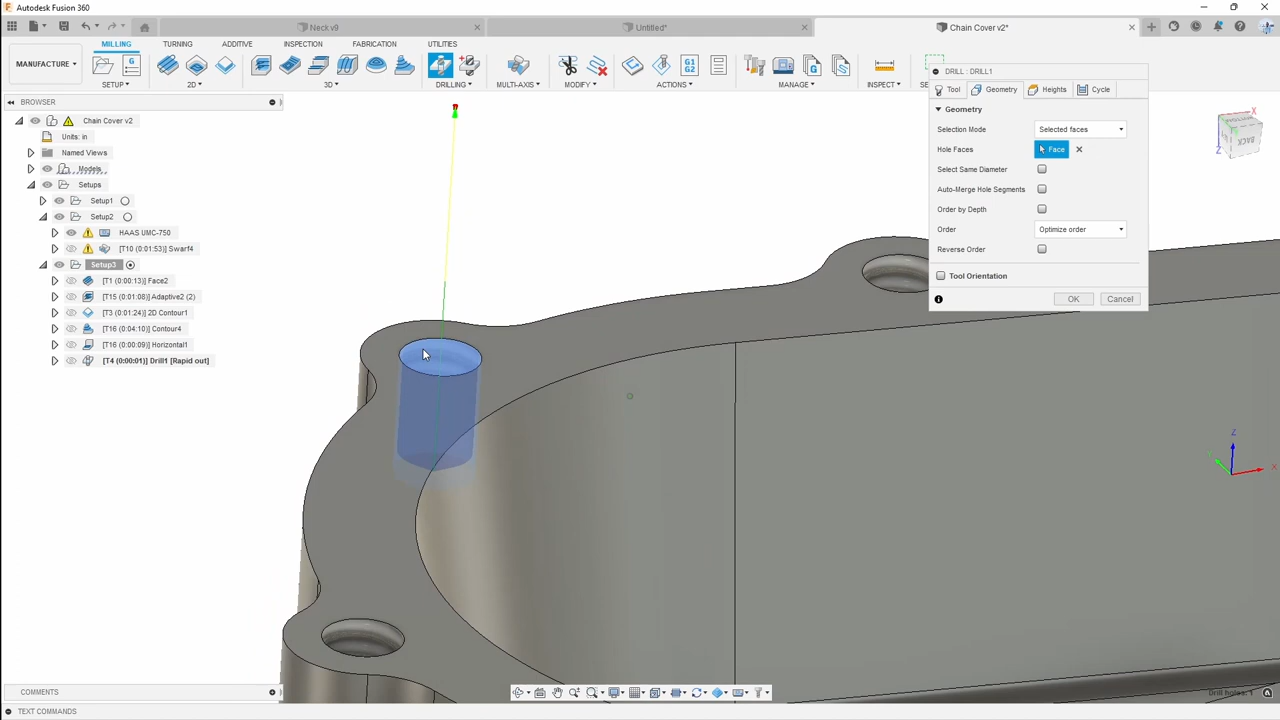 Autodesk Fusion 360
Neck v9
Untitled*
Chain Cover v2*
MILLING TURNING ADDITIVE INSPECTION FABRICATION UTILITIES
MANUFACTURE
SETUP 2D 3D DRILLING MULTI-AXIS MODIFY ACTIONS MANAGE INSPECT
BROWSER
Chain Cover v2
Units: in
Named Views
Models
Setups
Setup1
Setup2
HAAS UMC-750
[T10 (0:01:53)] Swarf4
Setup3
[T1 (0:00:13)] Face2
[T15 (0:01:08)] Adaptive2 (2)
[T3 (0:01:24)] 2D Contour1
[T16 (0:04:10)] Contour4
[T16 (0:00:09)] Horizontal1
[T4 (0:00:01)] Drill1 [Rapid out]
DRILL : DRILL1
Tool Geometry Heights Cycle
Geometry
Selection Mode Selected faces
Hole Faces Face
Select Same Diameter
Auto-Merge Hole Segments
Order by Depth
Order Optimize order
Reverse Order
Tool Orientation
OK Cancel
X
BACK
Z
Z
X
COMMENTS
Drill holes: 1
TEXT COMMANDS